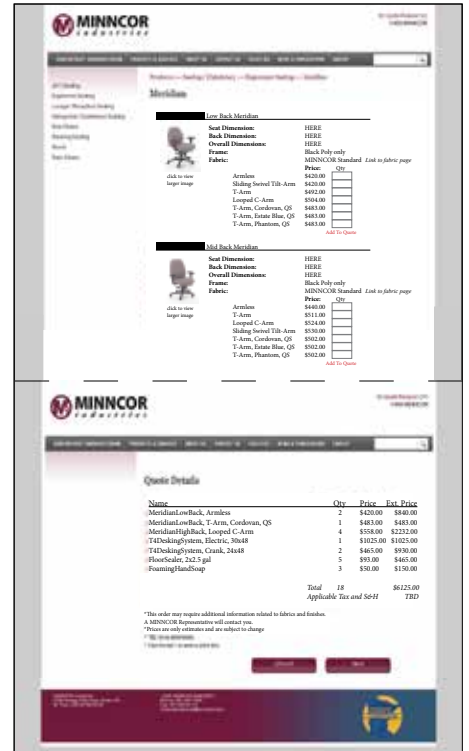 MINNCOR
industries
Meridian
Low Back Meridian
Seat Dimension: HERE
Back Dimension: HERE
Overall Dimensions: HERE
Frame: Black Poly only
Fabric: MINNCOR Standard Link to fabric page
Price: Qty
click to view
larger image
Armless $420.00
Sliding Swivel Tilt-Arm $420.00
T-Arm $492.00
Looped C-Arm $504.00
T-Arm, Cordovan, QS $483.00
T-Arm, Estate Blue, QS $483.00
T-Arm, Phantom, QS $483.00
Add To Quote
Mid Back Meridian
Seat Dimension: HERE
Back Dimension: HERE
Overall Dimensions: HERE
Frame: Black Poly only
Fabric: MINNCOR Standard Link to fabric page
Price: Qty
click to view
larger image
Armless $440.00
T-Arm $511.00
Looped C-Arm $524.00
Sliding Swivel Tilt-Arm $530.00
T-Arm, Cordovan, QS $502.00
T-Arm, Estate Blue, QS $502.00
T-Arm, Phantom, QS $502.00
Add To Quote
MINNCOR
industries
Quote Details
Name Qty Price Ext. Price
MeridianLowBack, Armless 2 $420.00 $840.00
MeridianLowBack, T-Arm, Cordovan, QS 1 $483.00 $483.00
MeridianHighBack, Looped C-Arm 4 $558.00 $2232.00
T4DeskingSystem, Electric, 30x48 1 $1025.00 $1025.00
T4DeskingSystem, Crank, 24x48 2 $465.00 $930.00
FloorSealer, 2x2.5 gal 5 $93.00 $465.00
FoamingHandSoap 3 $50.00 $150.00
Total 18 $6125.00
Applicable Tax and S&H TBD
*This order may require additional information related to fabrics and finishes.
A MINNCOR Representative will contact you.
*Prices are only estimates and are subject to change